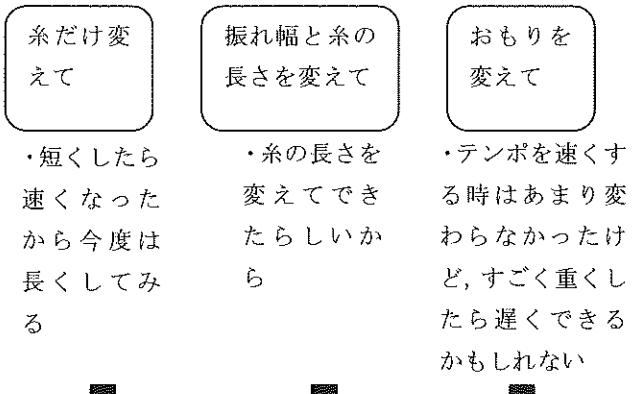 糸だけ変
えて
・短くしたら
速くなった
から今度は
長くしてみ
る
振れ幅と糸の
長さを変えて
・糸の長さを
変えてでき
たらしいか
ら
おもりを
変えて
・テンポを速くす
る時はあまり変
わらなかったけ
ど，すごく重くし
たら遅くできる
かもしれない